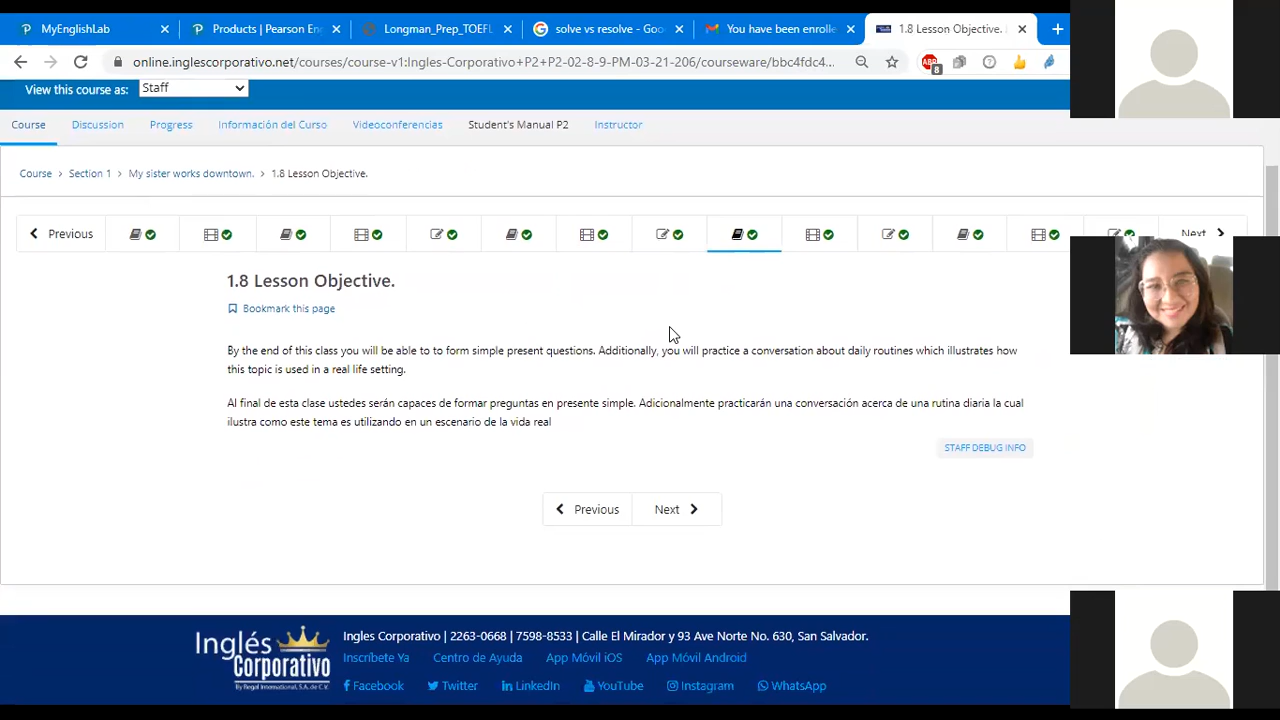 MyEnglishLab
Products | Pearson En
Longman_Prep_TOEFL
solve vs resolve - Goo
You have been enrolle
1.8 Lesson Objective.
online.inglescorporativo.net/courses/course-v1:Ingles-Corporativo+P2+P2-02-8-9-PM-03-21-206/courseware/bbc4fdc4...
ABP
8
View this course as:
Staff
Course
Discussion
Progress
Información del Curso
Videoconferencias
Student's Manual P2
Instructor
Course > Section 1 > My sister works downtown. > 1.8 Lesson Objective.
Previous
Next
1.8 Lesson Objective.
Bookmark this page
By the end of this class you will be able to to form simple present questions. Additionally, you will practice a conversation about daily routines which illustrates how
this topic is used in a real life setting.
Al final de esta clase ustedes serán capaces de formar preguntas en presente simple. Adicionalmente practicarán una conversación acerca de una rutina diaria la cual
ilustra como este tema es utilizando en un escenario de la vida real
STAFF DEBUG INFO
Previous
Next
Inglés
Corporativo
By Regal International, S.A. de C.V.
Ingles Corporativo | 2263-0668 | 7598-8533 | Calle El Mirador y 93 Ave Norte No. 630, San Salvador.
Inscríbete Ya
Centro de Ayuda
App Móvil iOS
App Móvil Android
Facebook
Twitter
LinkedIn
YouTube
Instagram
WhatsApp